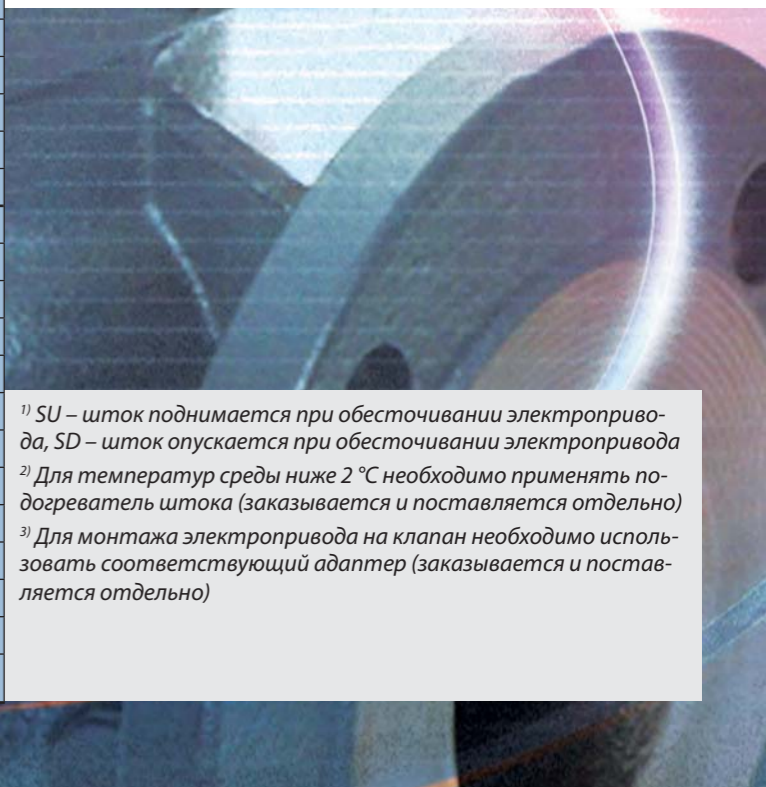 1) SU – шток поднимается при обесточивании электроприво-
да, SD – шток опускается при обесточивании электропривода
2) Для температур среды ниже 2 °C необходимо применять по-
догреватель штока (заказывается и поставляется отдельно)
3) Для монтажа электропривода на клапан необходимо исполь-
зовать соответствующий адаптер (заказывается и постав-
ляется отдельно)